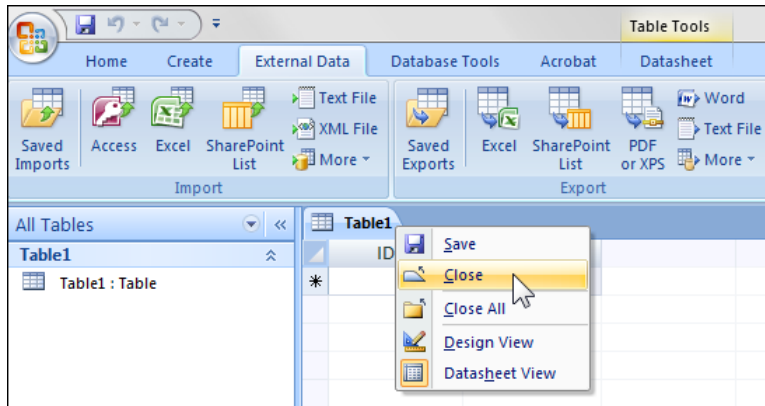 Table Tools
Home Create External Data Database Tools Acrobat Datasheet
Saved Imports
Access
Excel
SharePoint List
Text File
XML File
More
Import
Saved Exports
Excel
SharePoint List
PDF or XPS
Word
Text File
More
Export
All Tables
Table1
Table1 : Table
Table1
ID
Save
Close
Close All
Design View
Datasheet View